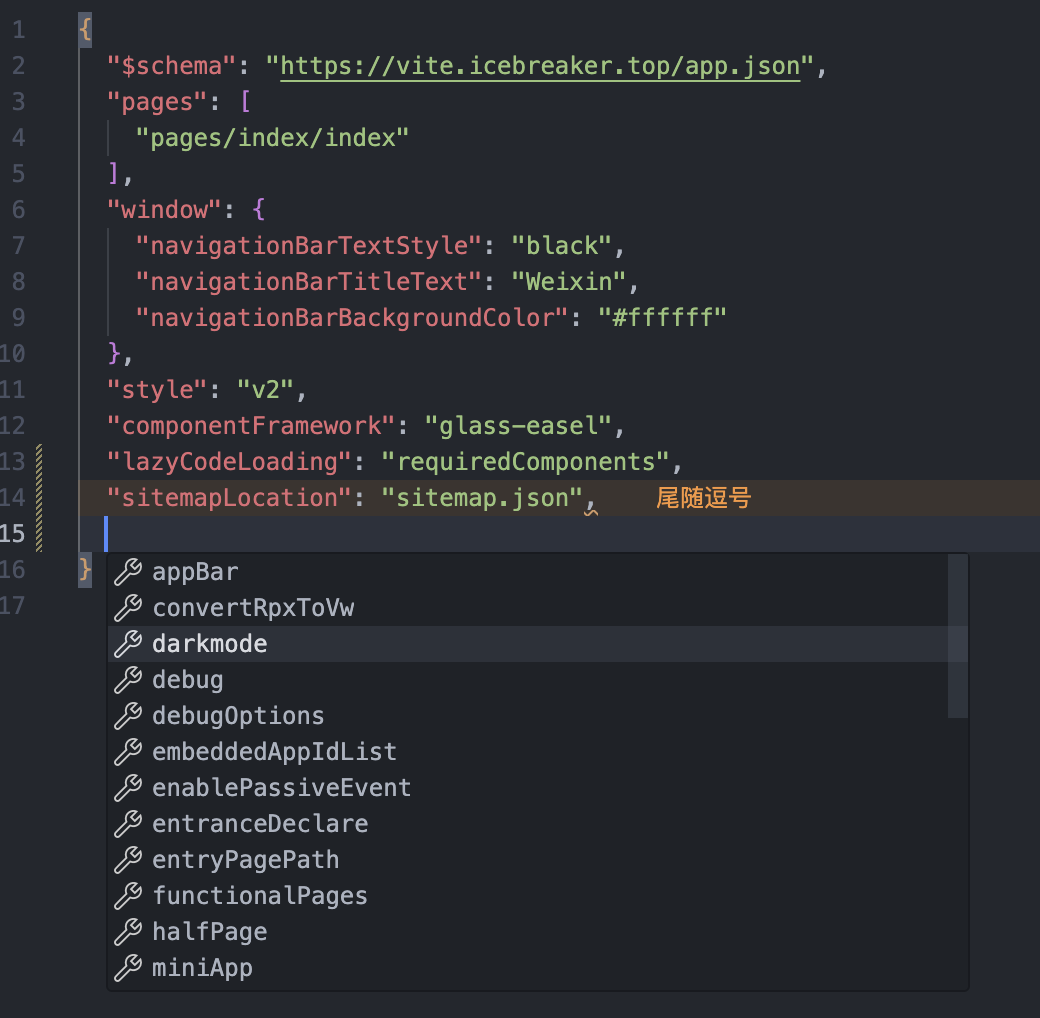 1 {
2 "$schema": "https://vite.icebreaker.top/app.json",
3 "pages": [
4 "pages/index/index"
5 ],
6 "window": {
7 "navigationBarTextStyle": "black",
8 "navigationBarTitleText": "Weixin",
9 "navigationBarBackgroundColor": "#ffffff"
10 },
11 "style": "v2",
12 "componentFramework": "glass-easel",
13 "lazyCodeLoading": "requiredComponents",
14 "sitemapLocation": "sitemap.json", 尾随逗号
15
16 }
17
appBar
convertRpxToVw
darkmode
debug
debugOptions
embeddedAppIdList
enablePassiveEvent
entranceDeclare
entryPagePath
functionalPages
halfPage
miniApp